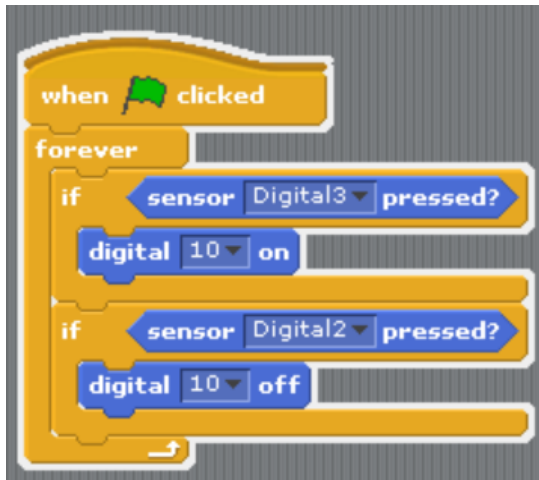 when clicked
forever
if sensor Digital3 pressed?
digital 10 on
if sensor Digital2 pressed?
digital 10 off